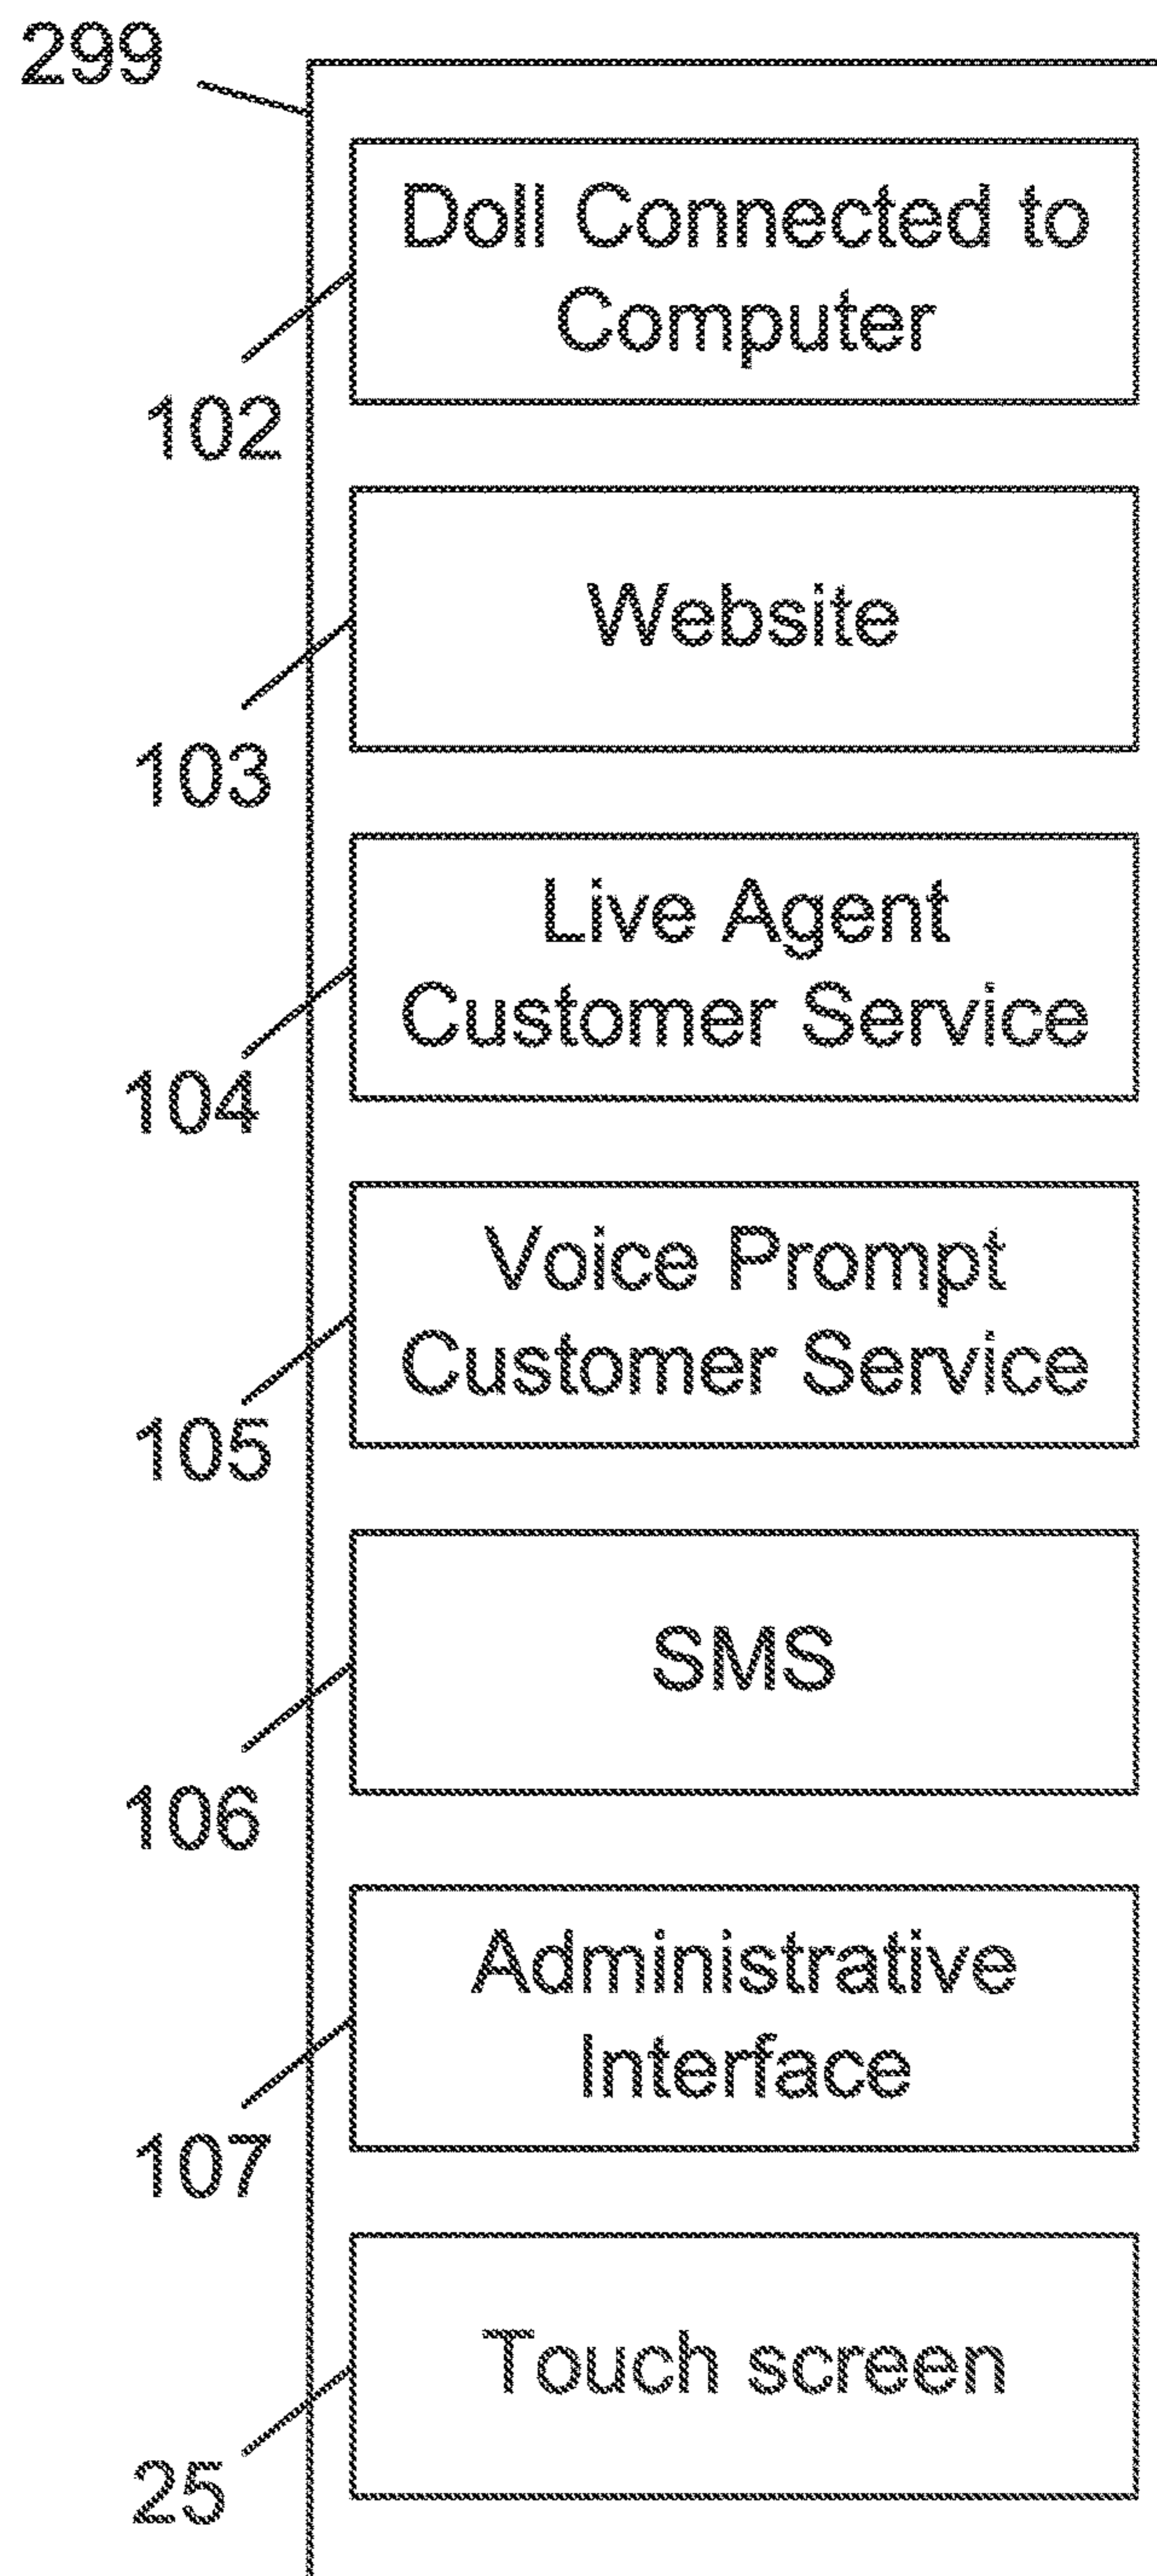 299
Doll Connected to
Computer
102
Website
103
Live Agent
Customer Service
104
Voice Prompt
Customer Service
105
SMS
106
Administrative
Interface
107
Touch screen
25